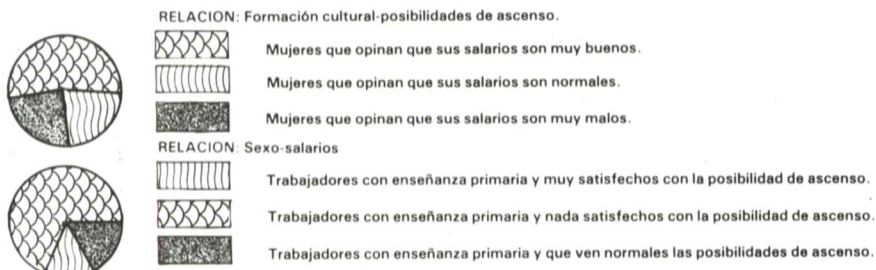 RELACION: Formación cultural-posibilidades de ascenso.
Mujeres que opinan que sus salarios son muy buenos.
Mujeres que opinan que sus salarios son normales.
Mujeres que opinan que sus salarios son muy malos.
RELACION: Sexo-salarios
Trabajadores con enseñanza primaria y muy satisfechos con la posibilidad de ascenso.
Trabajadores con enseñanza primaria y nada satisfechos con la posibilidad de ascenso.
Trabajadores con enseñanza primaria y que ven normales las posibilidades de ascenso.